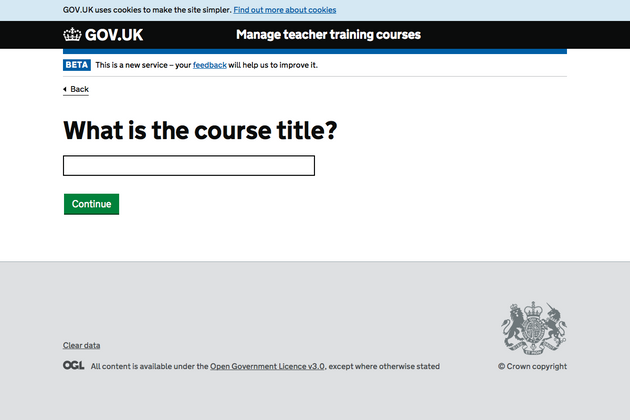 GOV.UK uses cookies to make the site simpler. Find out more about cookies
GOV.UK Manage teacher training courses
BETA This is a new service – your feedback will help us to improve it.
Back
What is the course title?
Continue
Clear data
OGL All content is available under the Open Government Licence v3.0, except where otherwise stated
© Crown copyright